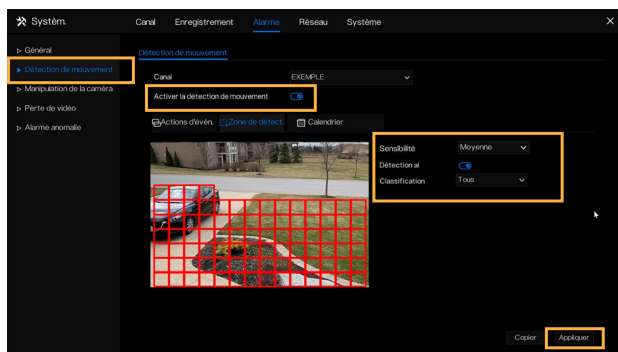 Systèm.
Canal Enregistrement Alarme Réseau Système
Général
Détection de mouvement
Manipulation de la caméra
Perte de vidéo
Alarme anomalie
Détection de mouvement
Canal EXEMPLE
Activer la détection de mouvement
Actions d'évén. Zone de détect. Calendrier
Sensibilité Moyenne
Détection ai
Classification Tous
Copier Appliquer